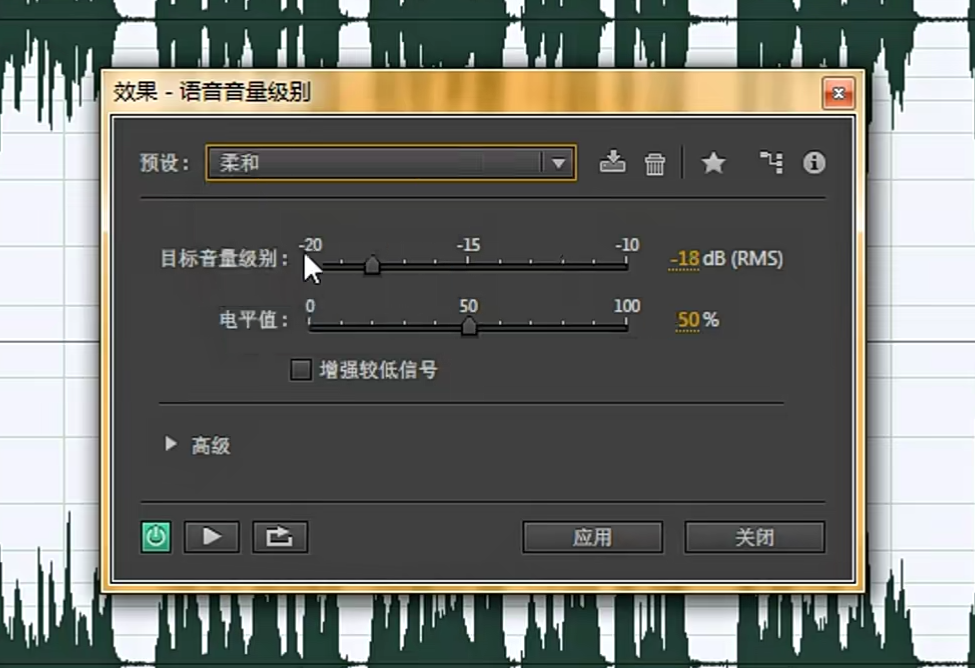 效果 - 语音音量级别
预设： 柔和
-20 -15 -10
目标音量级别： -18 dB (RMS)
0 50 100
电平值： 50 %
增强较低信号
高级
应用 关闭